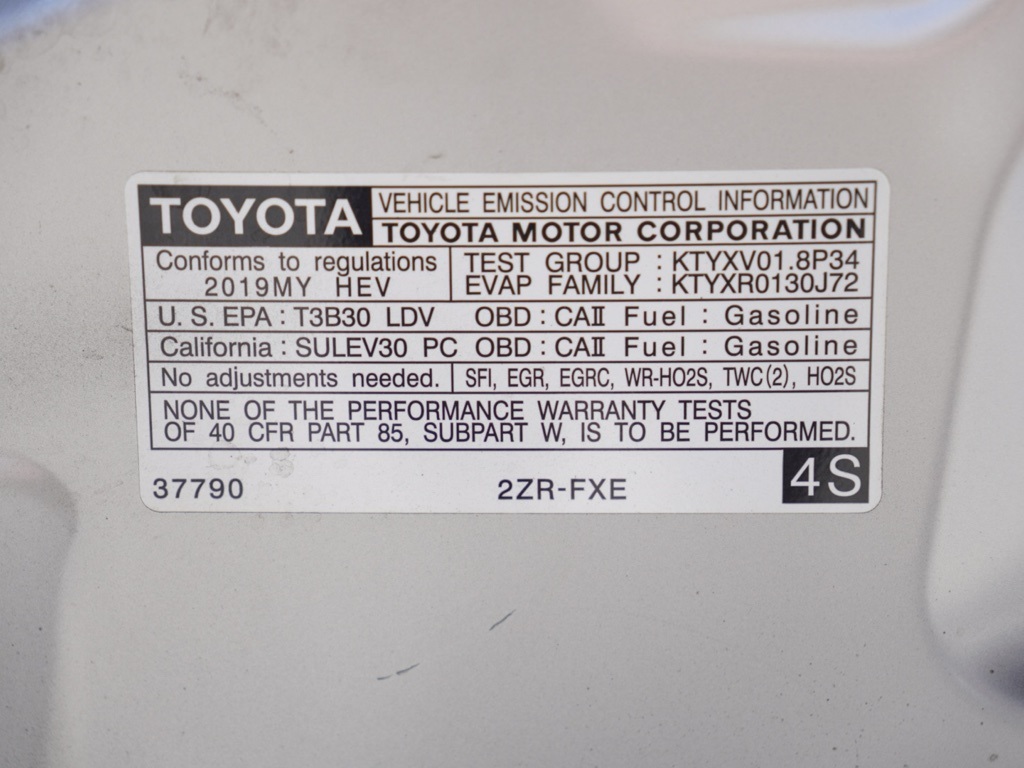 TOYOTA VEHICLE EMISSION CONTROL INFORMATION
TOYOTA MOTOR CORPORATION
Conforms to regulations
2019MY HEV
TEST GROUP : KTYXV01.8P34
EVAP FAMILY : KTYXR0130J72
U. S. EPA : T3B30 LDV OBD : CAII Fuel : Gasoline
California : SULEV30 PC OBD : CAII Fuel : Gasoline
No adjustments needed. SFI, EGR, EGRC, WR-HO2S, TWC(2), HO2S
NONE OF THE PERFORMANCE WARRANTY TESTS
OF 40 CFR PART 85, SUBPART W, IS TO BE PERFORMED.
37790 2ZR-FXE 4S